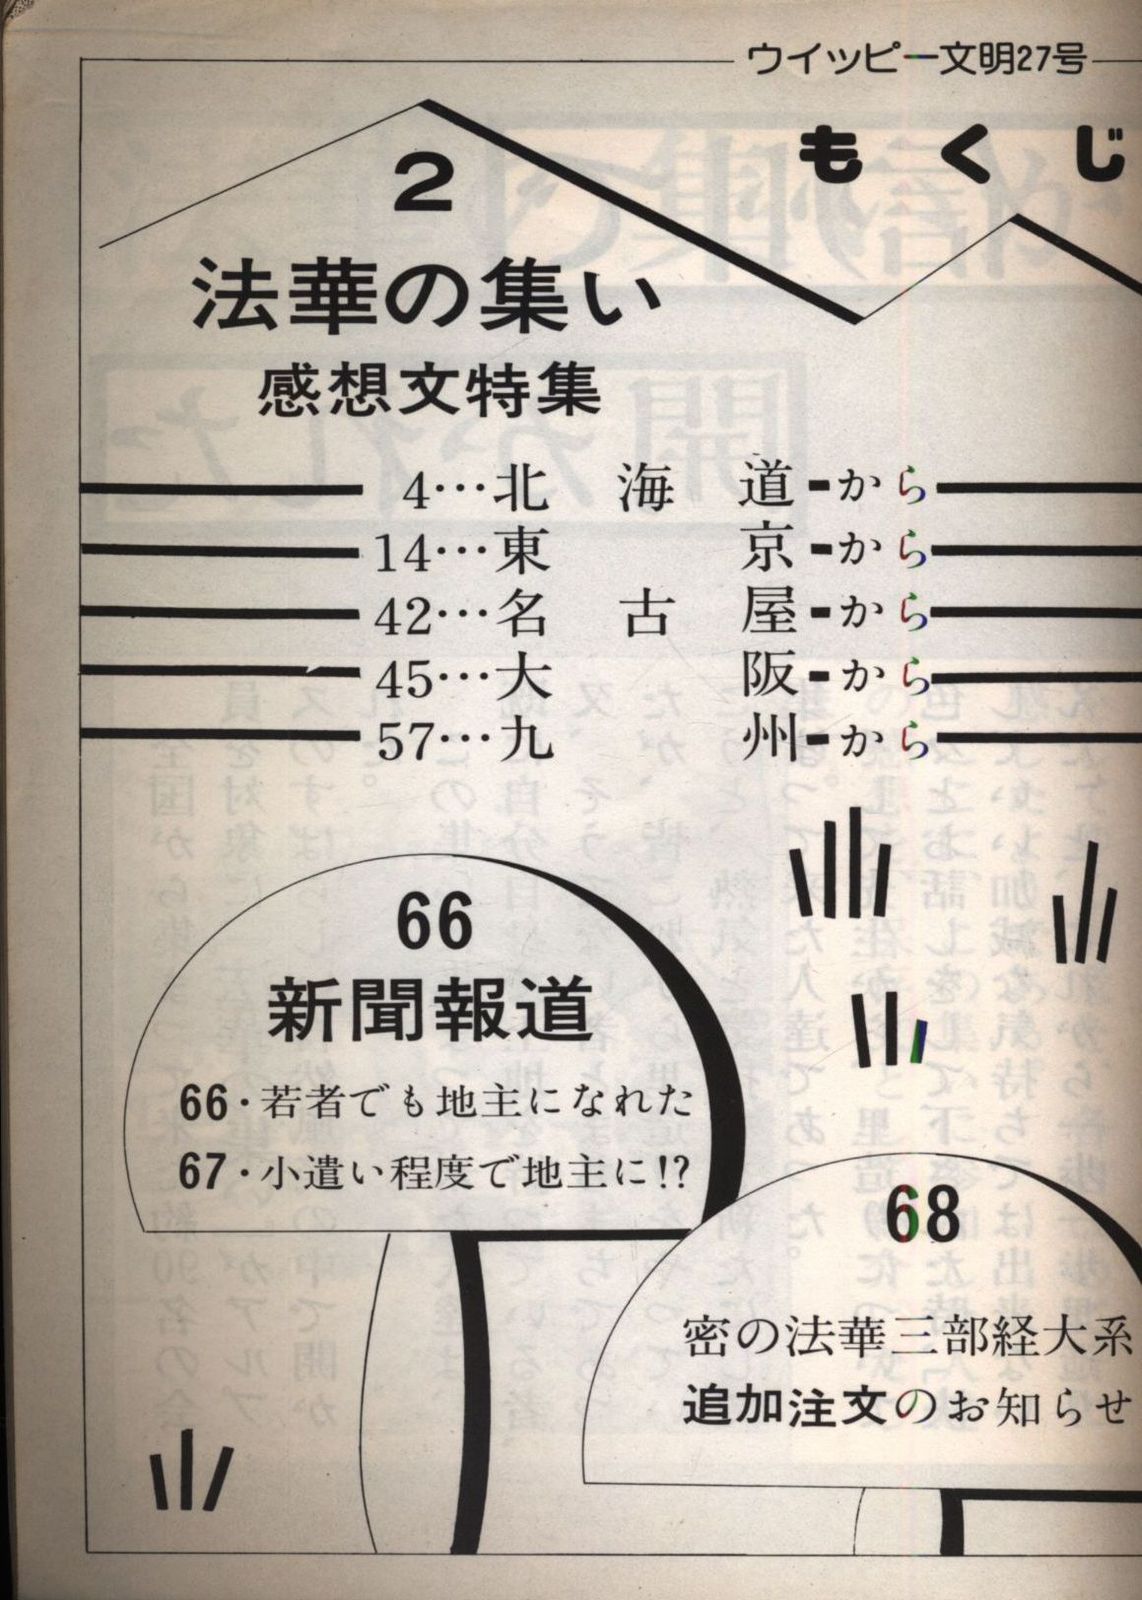 ウイッピー文明27号
もくじ
2
法華の集い
感想文特集
4…北海道-から
14…東京-から
42…名古屋-から
45…大阪-から
57…九州-から
66
新聞報道
66・若者でも地主になれた
67・小遣い程度で地主に!?
68
密の法華三部経大系
追加注文のお知らせ